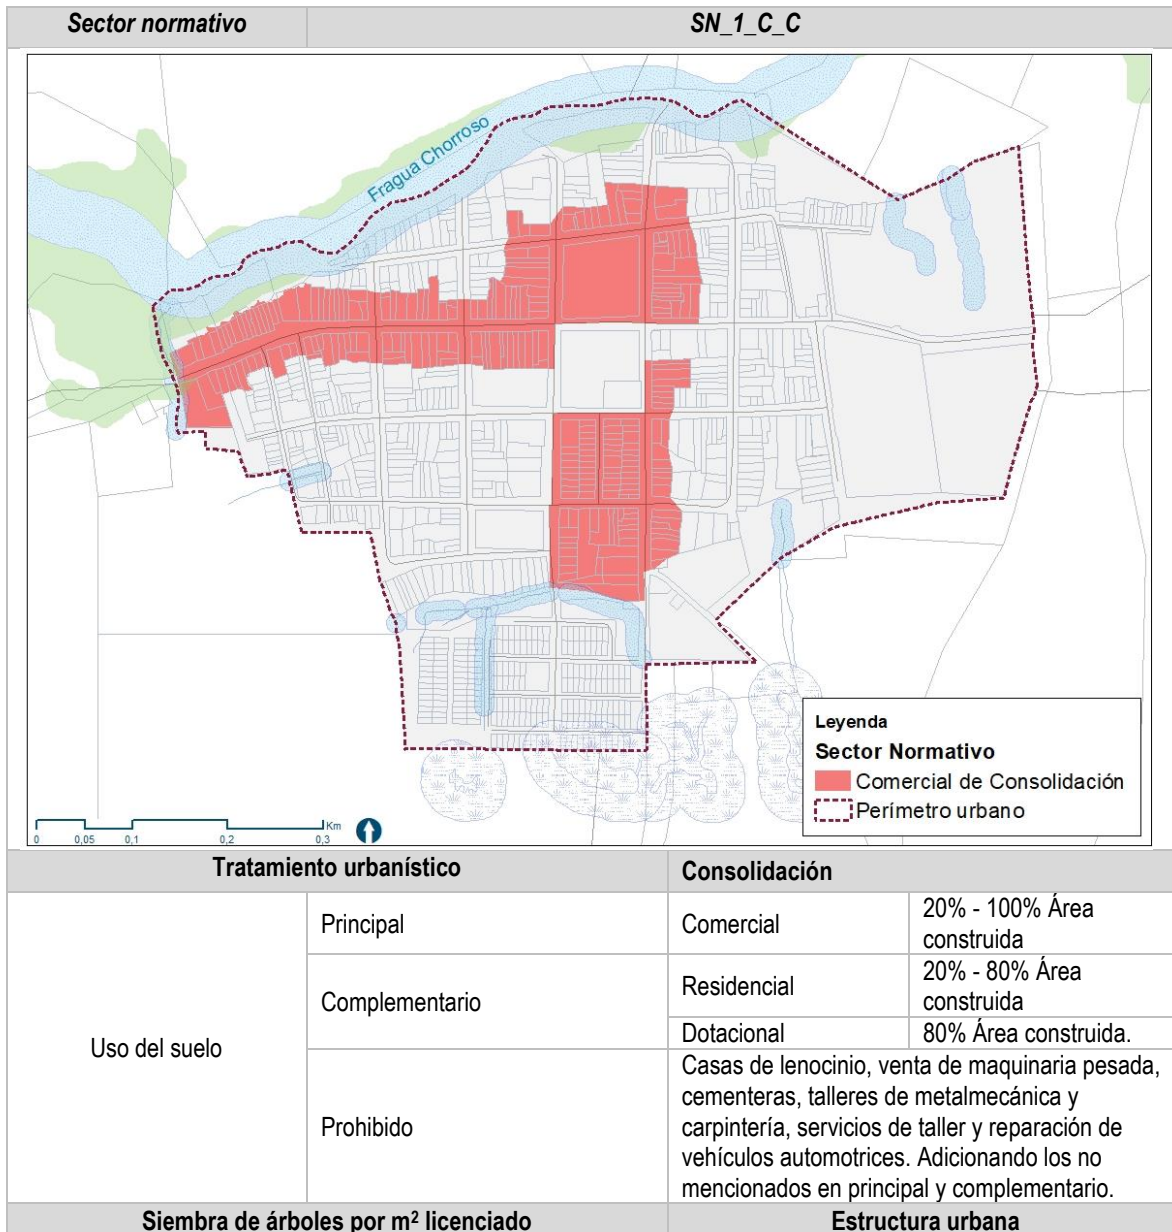 Sector normativo SN_1_C_C
Fragua Chorroso
Leyenda
Sector Normativo
Comercial de Consolidación
Perímetro urbano
Km
0 0,05 0,1 0,2 0,3
Tratamiento urbanístico Consolidación
Uso del suelo
Principal
Comercial
20% - 100% Área
construida
Complementario
Residencial
20% - 80% Área
construida
Dotacional
80% Área construida.
Prohibido
Casas de lenocinio, venta de maquinaria pesada,
cementeras, talleres de metalmecánica y
carpintería, servicios de taller y reparación de
vehículos automotrices. Adicionando los no
mencionados en principal y complementario.
Siembra de árboles por m² licenciado Estructura urbana